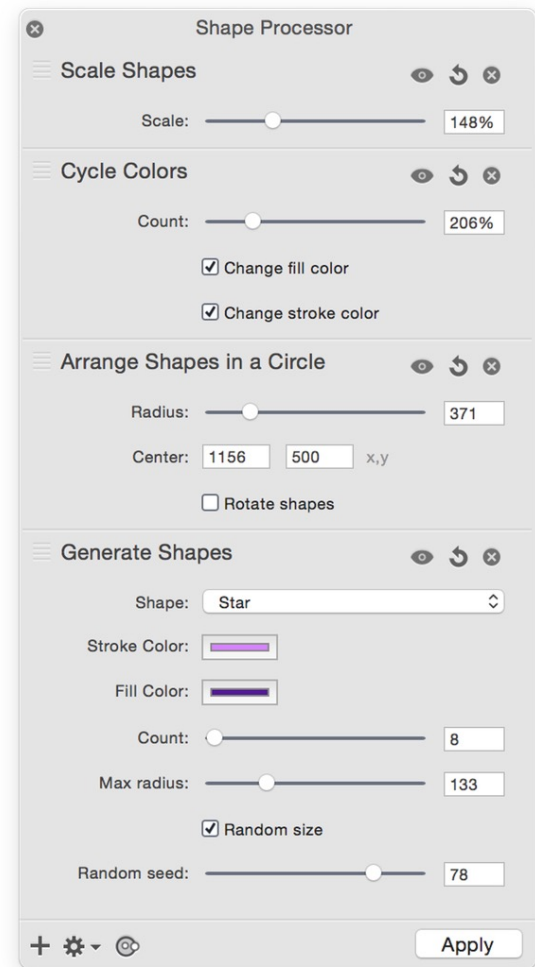 Shape Processor
Scale Shapes
Scale: 148%
Cycle Colors
Count: 206%
Change fill color
Change stroke color
Arrange Shapes in a Circle
Radius: 371
Center: 1156 500 x,y
Rotate shapes
Generate Shapes
Shape: Star
Stroke Color:
Fill Color:
Count: 8
Max radius: 133
Random size
Random seed: 78
Apply